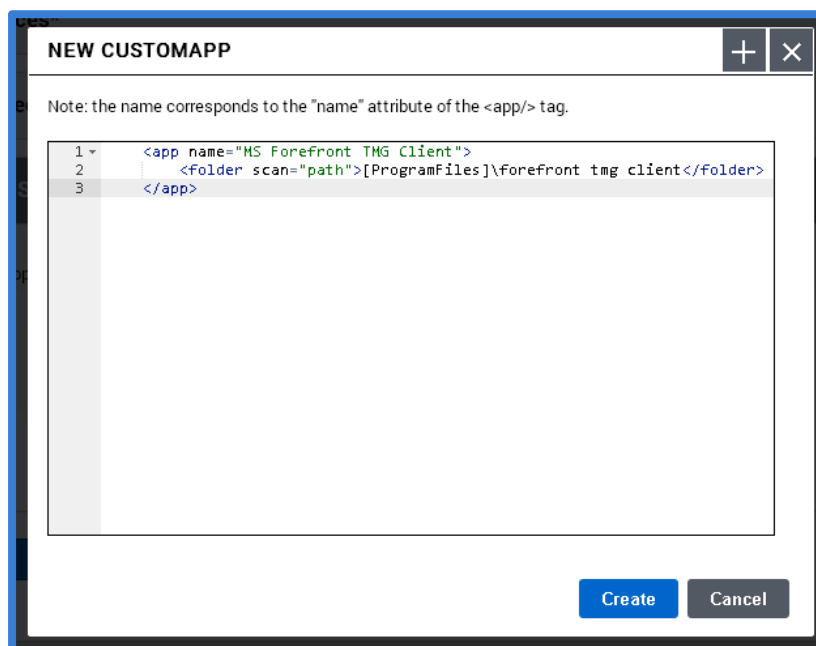 ces*
NEW CUSTOMAPP
Note: the name corresponds to the "name" attribute of the <app/> tag.
1 <app name="MS Forefront TMG Client">
2 <folder scan="path">[ProgramFiles]\forefront tmg client</folder>
3 </app>
Create Cancel